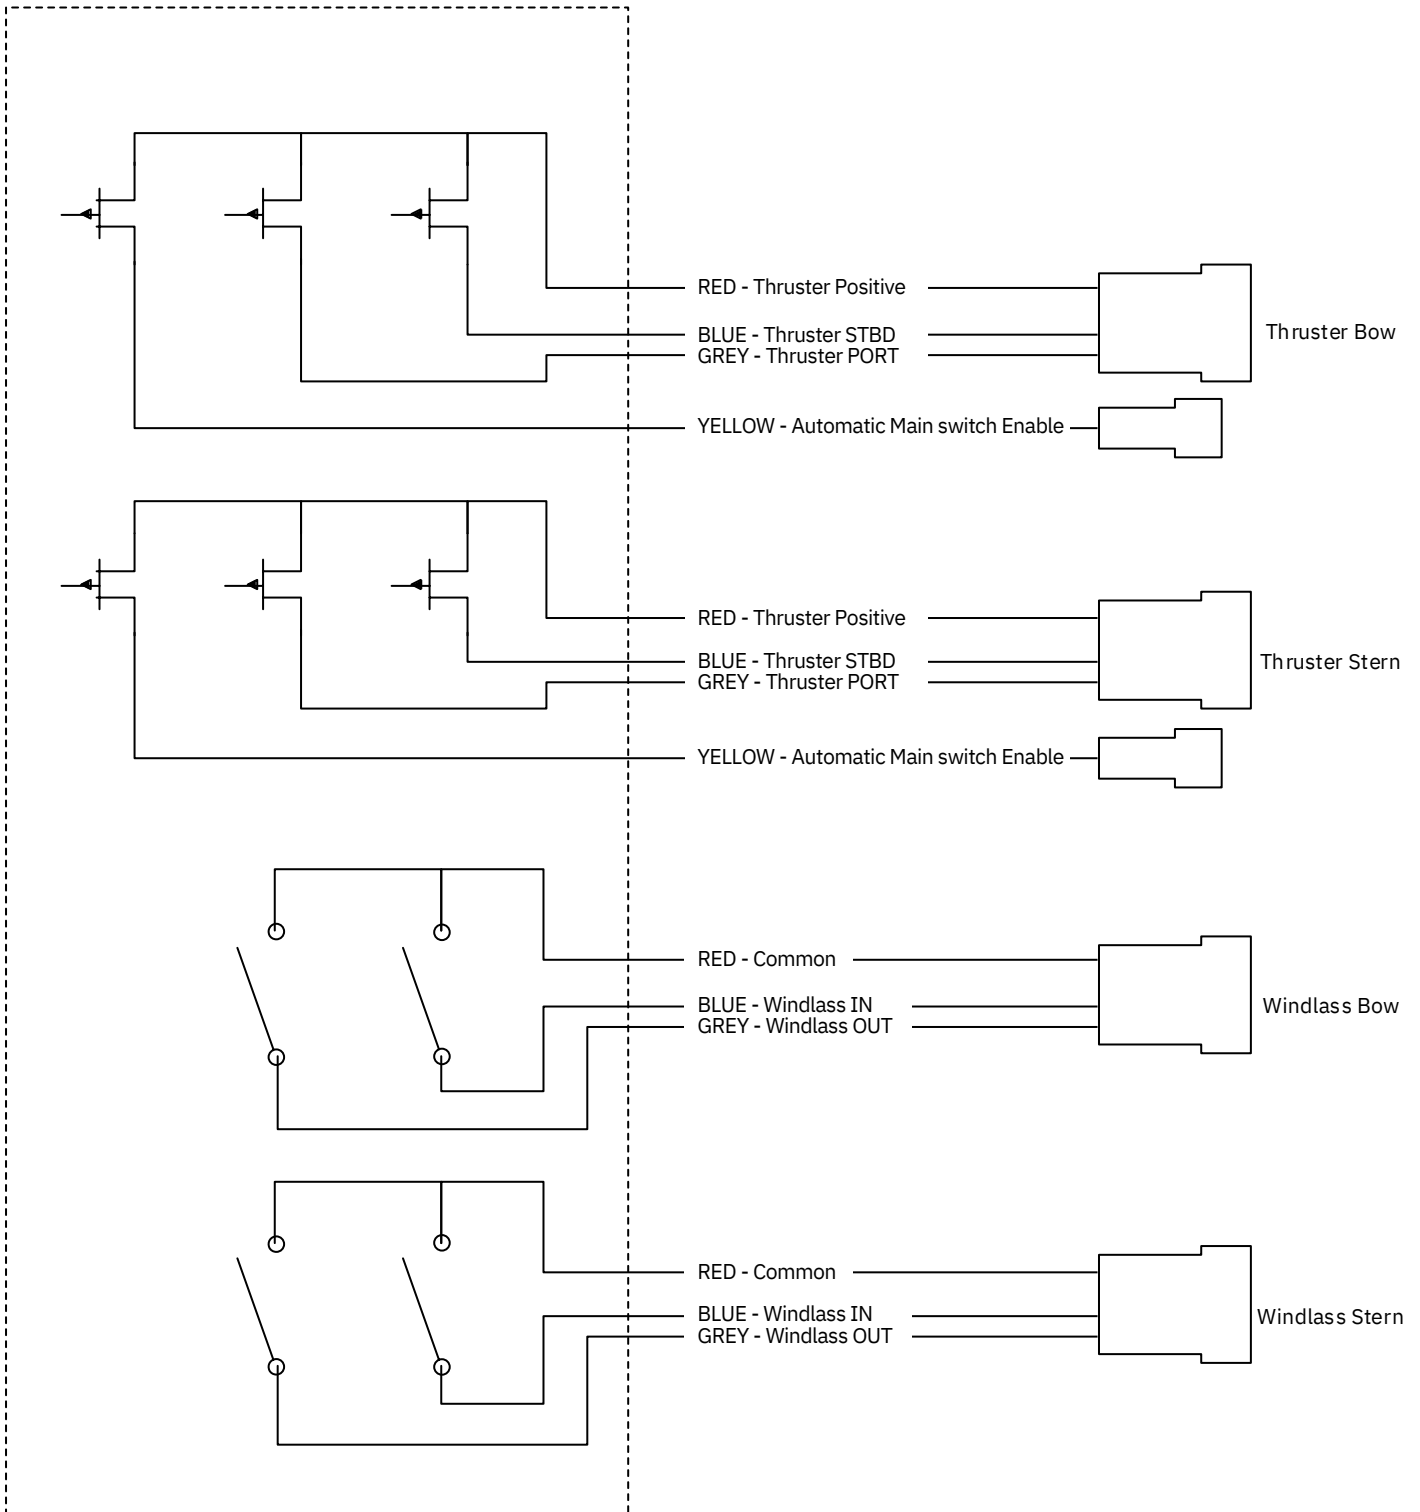 RED - Thruster Positive
BLUE - Thruster STBD
GREY - Thruster PORT
Thruster Bow
YELLOW - Automatic Main switch Enable
RED - Thruster Positive
BLUE - Thruster STBD
GREY - Thruster PORT
Thruster Stern
YELLOW - Automatic Main switch Enable
RED - Common
BLUE - Windlass IN
GREY - Windlass OUT
Windlass Bow
RED - Common
BLUE - Windlass IN
GREY - Windlass OUT
Windlass Stern